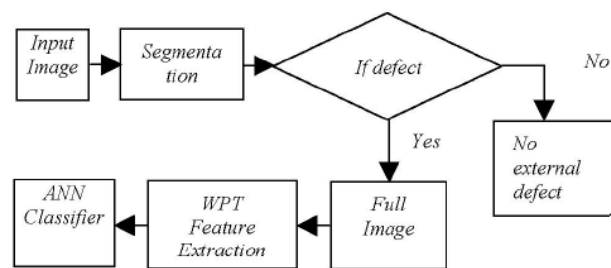 Input
Image
Segmenta
tion
If defect
No
Yes
No
external
defect
Full
Image
WPT
Feature
Extraction
ANN
Classifier